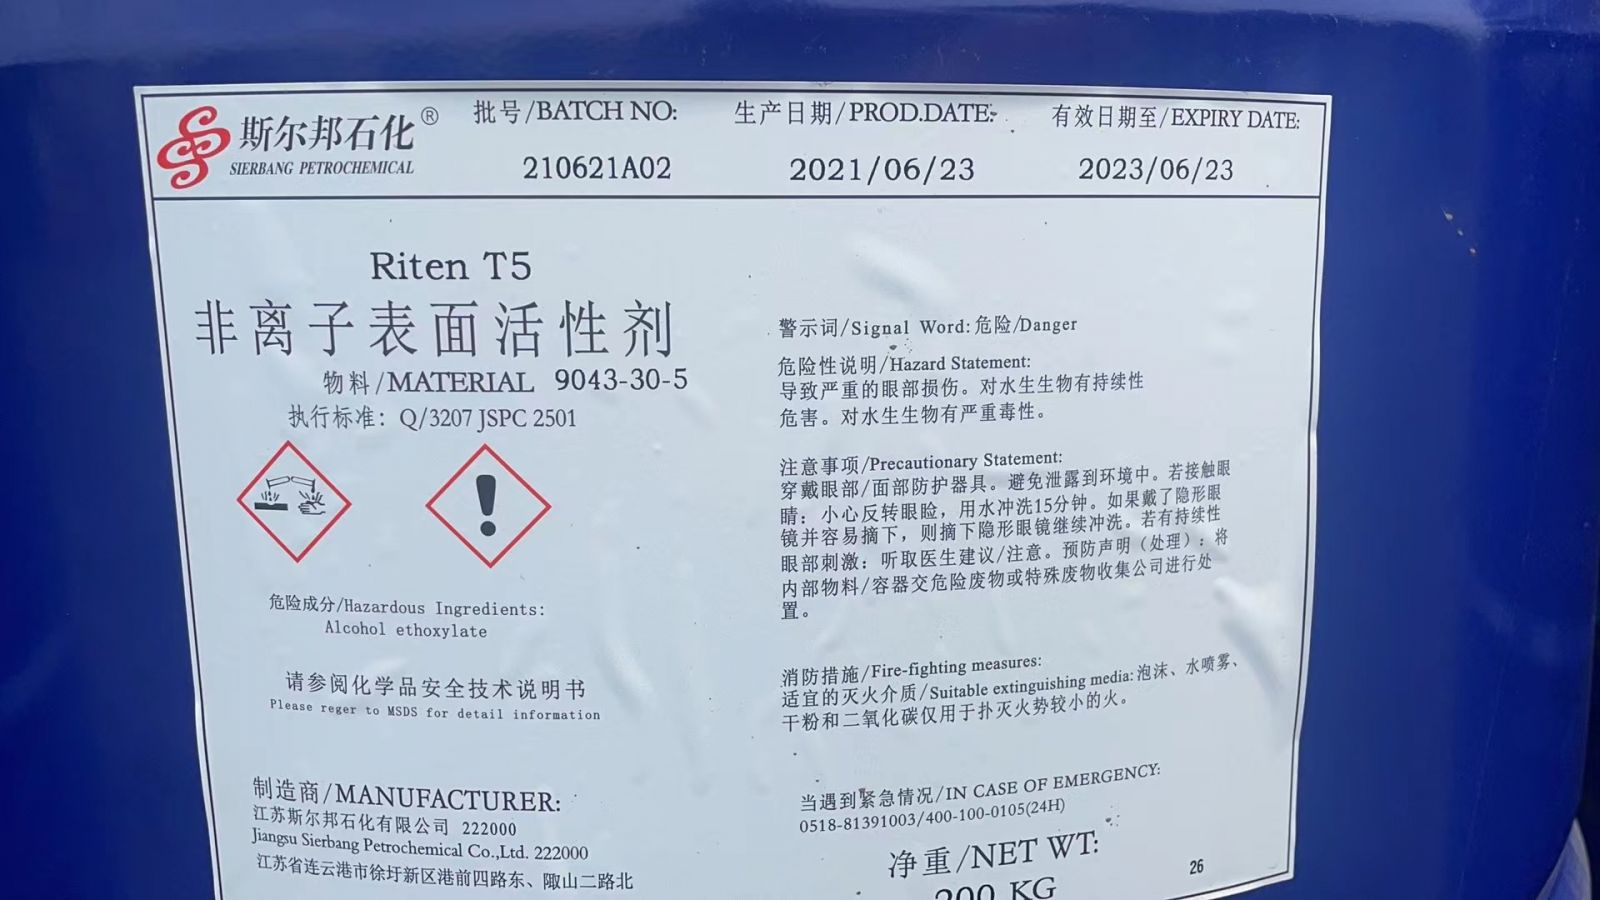 斯尔邦石化®
SIERBANG PETROCHEMICAL
批号/BATCH NO:
210621A02
生产日期/PROD.DATE:
2021/06/23
有效日期至/EXPIRY DATE:
2023/06/23
Riten T5
非离子表面活性剂
物料/MATERIAL 9043-30-5
执行标准: Q/3207 JSPC 2501
危险成分/Hazardous Ingredients:
Alcohol ethoxylate
请参阅化学品安全技术说明书
Please reger to MSDS for detail information
制造商/MANUFACTURER:
江苏斯尔邦石化有限公司 222000
Jiangsu Sierbang Petrochemical Co.,Ltd. 222000
江苏省连云港市徐圩新区港前四路东、陬山二路北
警示词/Signal Word: 危险/Danger
危险性说明/Hazard Statement:
导致严重的眼部损伤。对水生生物有持续性
危害。对水生生物有严重毒性。
注意事项/Precautionary Statement:
穿戴眼部/面部防护器具。避免泄露到环境中。若接触眼
睛: 小心反转眼睑，用水冲洗15分钟。如果戴了隐形眼
镜并容易摘下，则摘下隐形眼镜继续冲洗。若有持续性
眼部刺激: 听取医生建议/注意。预防声明（处理）: 将
内部物料/容器交危险废物或特殊废物收集公司进行处
置。
消防措施/Fire-fighting measures:
适宜的灭火介质/Suitable extinguishing media: 泡沫、水喷雾、
干粉和二氧化碳仅用于扑灭火势较小的火。
当遇到紧急情况/IN CASE OF EMERGENCY:
0518-81391003/400-100-0105(24H)
净重/NET WT:
200 KG
26